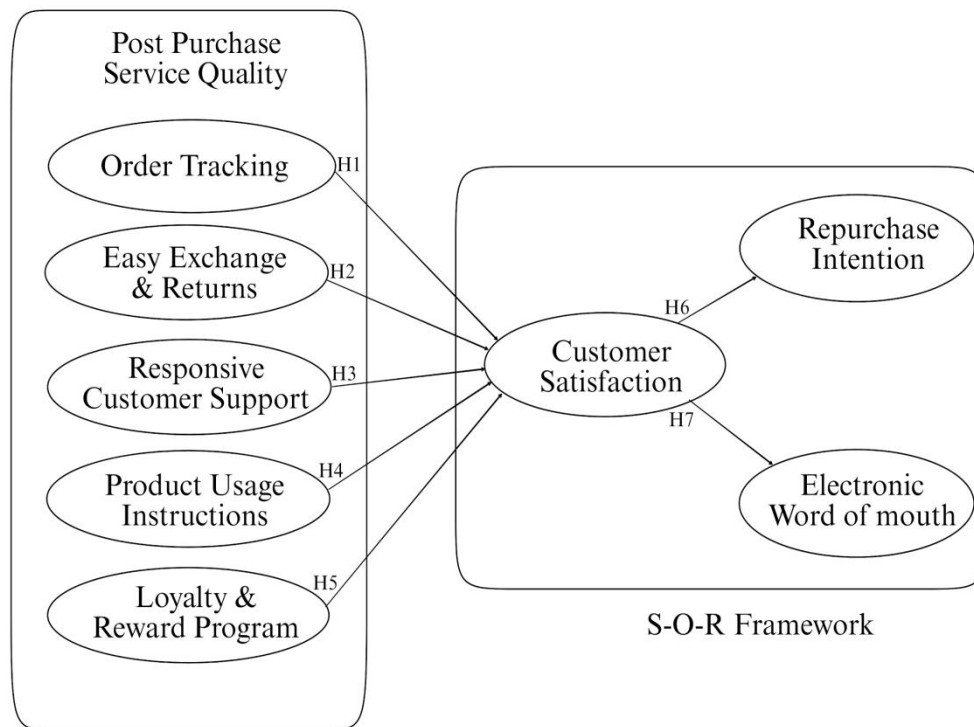 Post Purchase
Service Quality
Order Tracking
H1
Easy Exchange
& Returns
H2
Responsive
Customer Support
H3
Product Usage
Instructions
H4
Loyalty &
Reward Program
H5
Customer
Satisfaction
H6
H7
Repurchase
Intention
Electronic
Word of mouth
S-O-R Framework